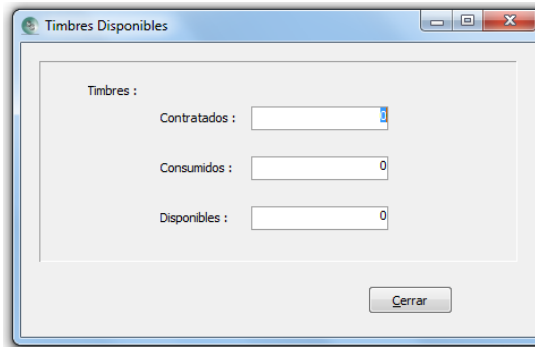 Timbres Disponibles
Timbres :
Contratados : 0
Consumidos : 0
Disponibles : 0
Cerrar